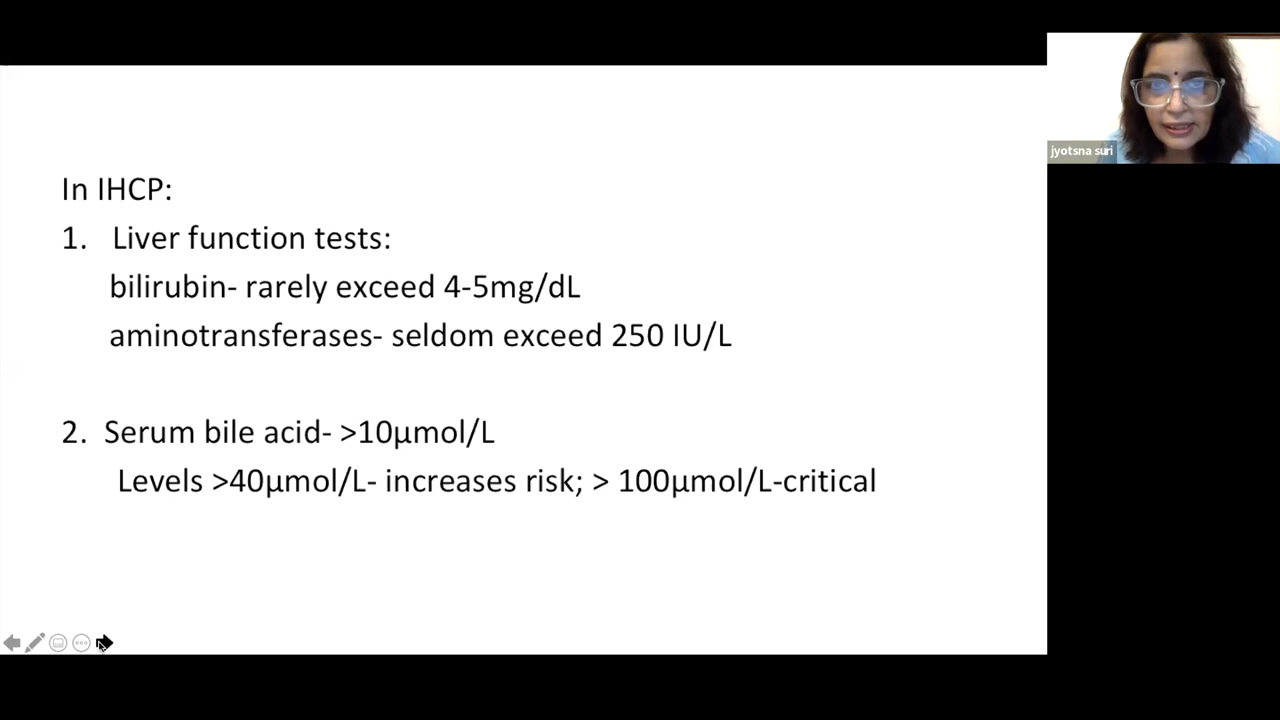 In IHCP:
1. Liver function tests:
bilirubin- rarely exceed 4-5mg/dL
aminotransferases- seldom exceed 250 IU/L
2. Serum bile acid- >10µmol/L
Levels >40µmol/L- increases risk; > 100µmol/L-critical
jyotsna suri